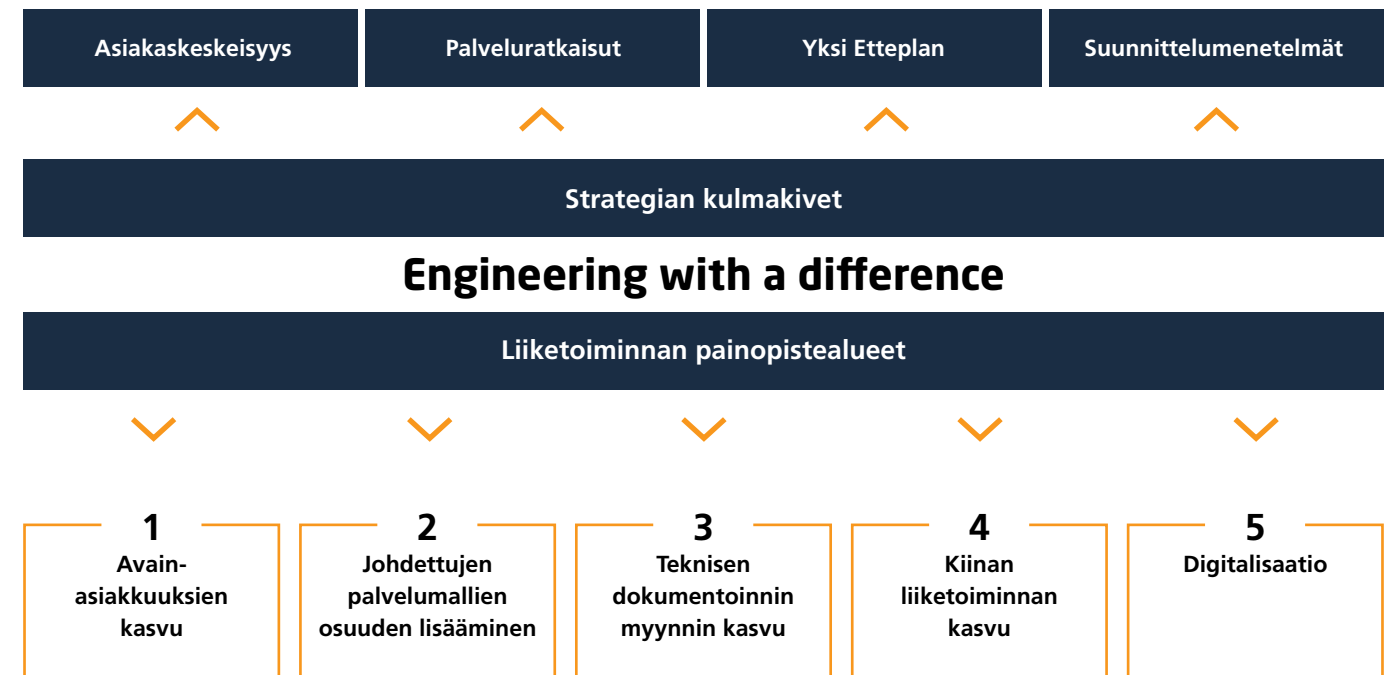 Asiakaskeskeisyys
Palveluratkaisut
Yksi Etteplan
Suunnittelumenetelmät
Strategian kulmakivet
Engineering with a difference
Liiketoiminnan painopistealueet
1
Avain-
asiakkuuksien
kasvu
2
Johdettujen
palvelumallien
osuuden lisääminen
3
Teknisen
dokumentoinnin
myynnin kasvu
4
Kiinan
liiketoiminnan
kasvu
5
Digitalisaatio